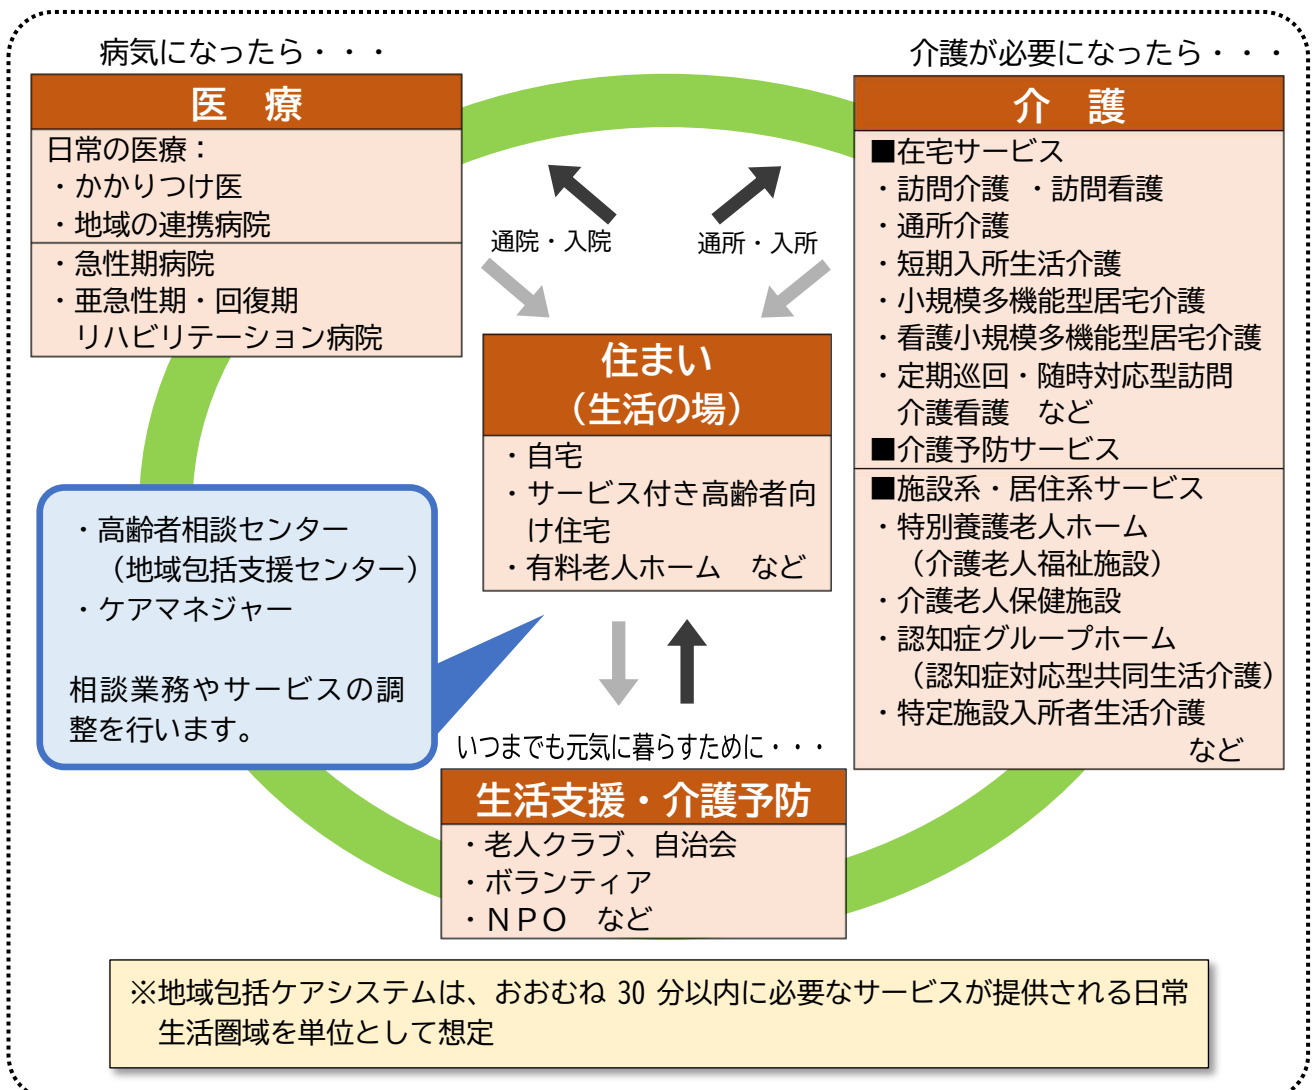 病気になったら・・・
医　療
日常の医療：
・かかりつけ医
・地域の連携病院
・急性期病院
・亜急性期・回復期
リハビリテーション病院
介護が必要になったら・・・
介　護
■在宅サービス
・訪問介護　・訪問看護
・通所介護
・短期入所生活介護
・小規模多機能型居宅介護
・看護小規模多機能型居宅介護
・定期巡回・随時対応型訪問
介護看護　など
■介護予防サービス
■施設系・居住系サービス
・特別養護老人ホーム
（介護老人福祉施設）
・介護老人保健施設
・認知症グループホーム
（認知症対応型共同生活介護）
・特定施設入所者生活介護
など
通院・入院
通所・入所
住まい
（生活の場）
・自宅
・サービス付き高齢者向
け住宅
・有料老人ホーム　など
・高齢者相談センター
（地域包括支援センター）
・ケアマネジャー
相談業務やサービスの調
整を行います。
いつまでも元気に暮らすために・・・
生活支援・介護予防
・老人クラブ、自治会
・ボランティア
・ＮＰＯ　など
※地域包括ケアシステムは、おおむね 30 分以内に必要なサービスが提供される日常
生活圏域を単位として想定